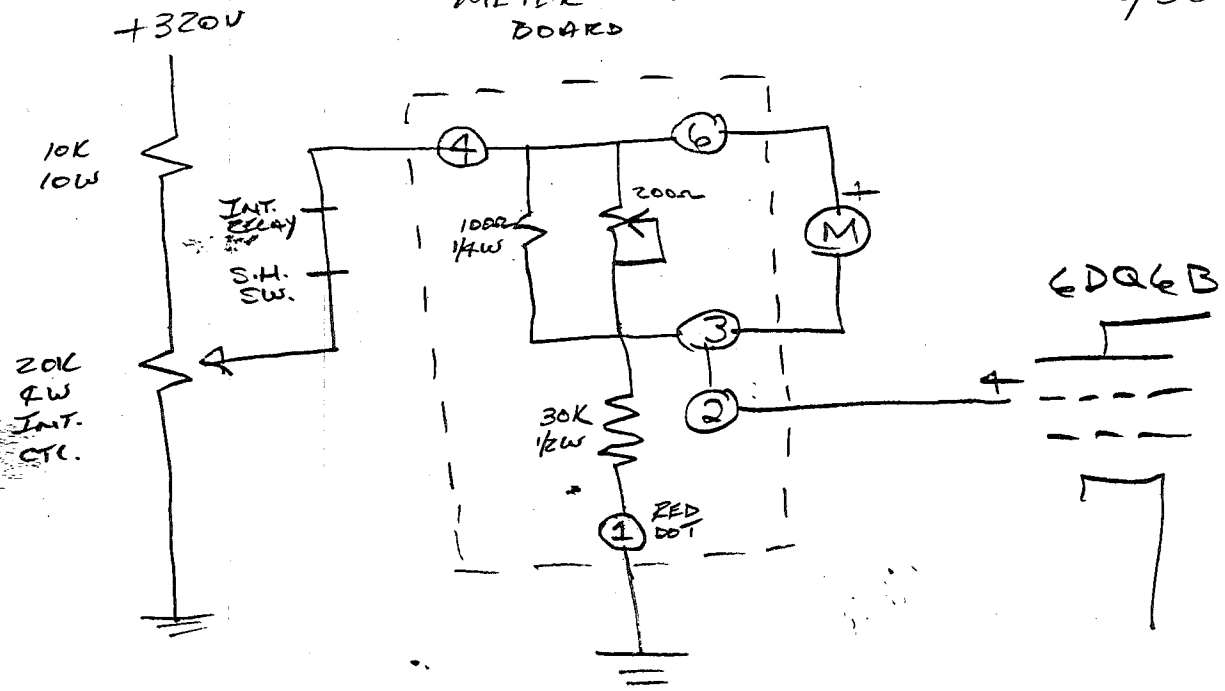 +320V
METER
BOARD
10K
10W
INT.
RELAY
S.H.
SW.
20K
4W
INT.
CTL.
4
6
100Ω
1/4W
200Ω
+
M
3
2
30K
1/2W
1
RED
DOT
6DQ6B
4